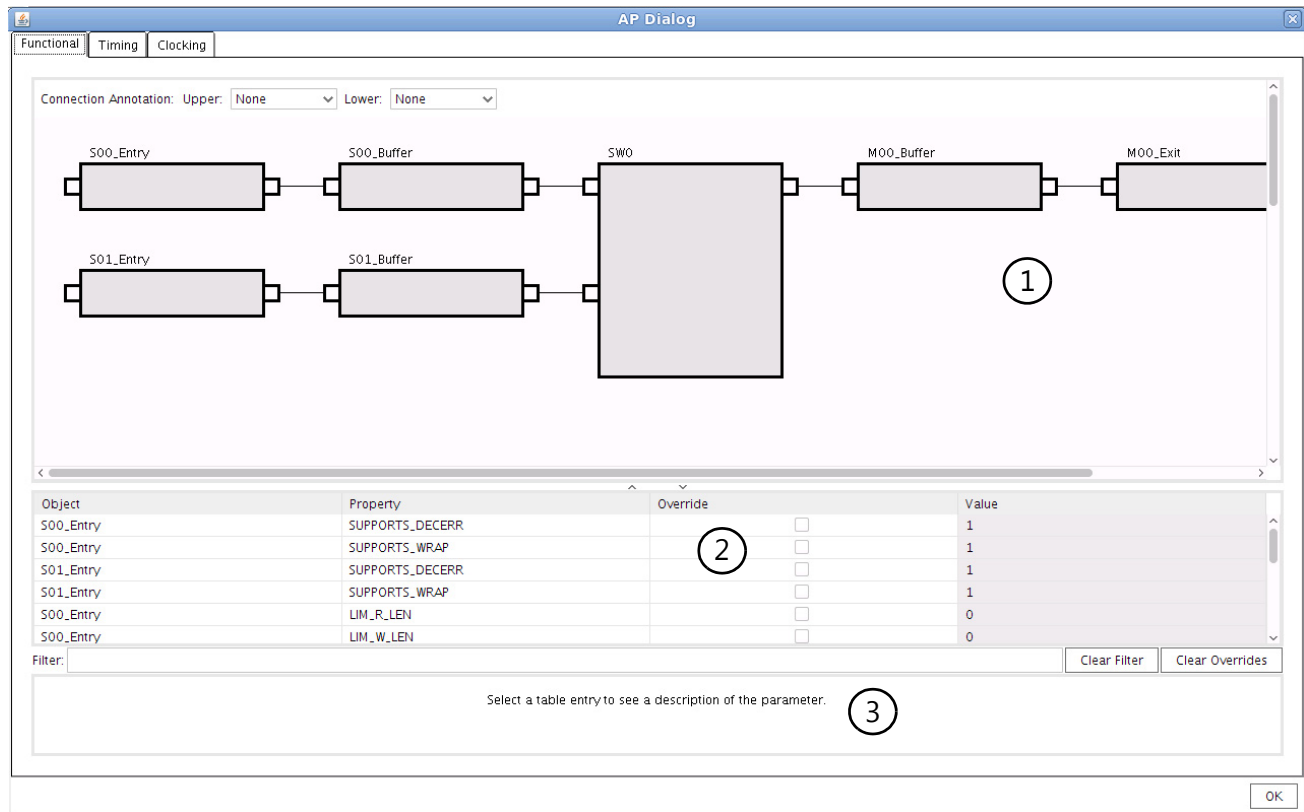 AP Dialog
Functional Timing Clocking
Connection Annotation: Upper: None Lower: None
S00_Entry S00_Buffer SW0 M00_Buffer M00_Exit
S01_Entry S01_Buffer
1
Object Property Override Value
S00_Entry SUPPORTS_DECERR 1
S00_Entry SUPPORTS_WRAP 1
2
S01_Entry SUPPORTS_DECERR 1
S01_Entry SUPPORTS_WRAP 1
S00_Entry LIM_R_LEN 0
S00_Entry LIM_W_LEN 0
Filter: Clear Filter Clear Overrides
Select a table entry to see a description of the parameter.
3
OK